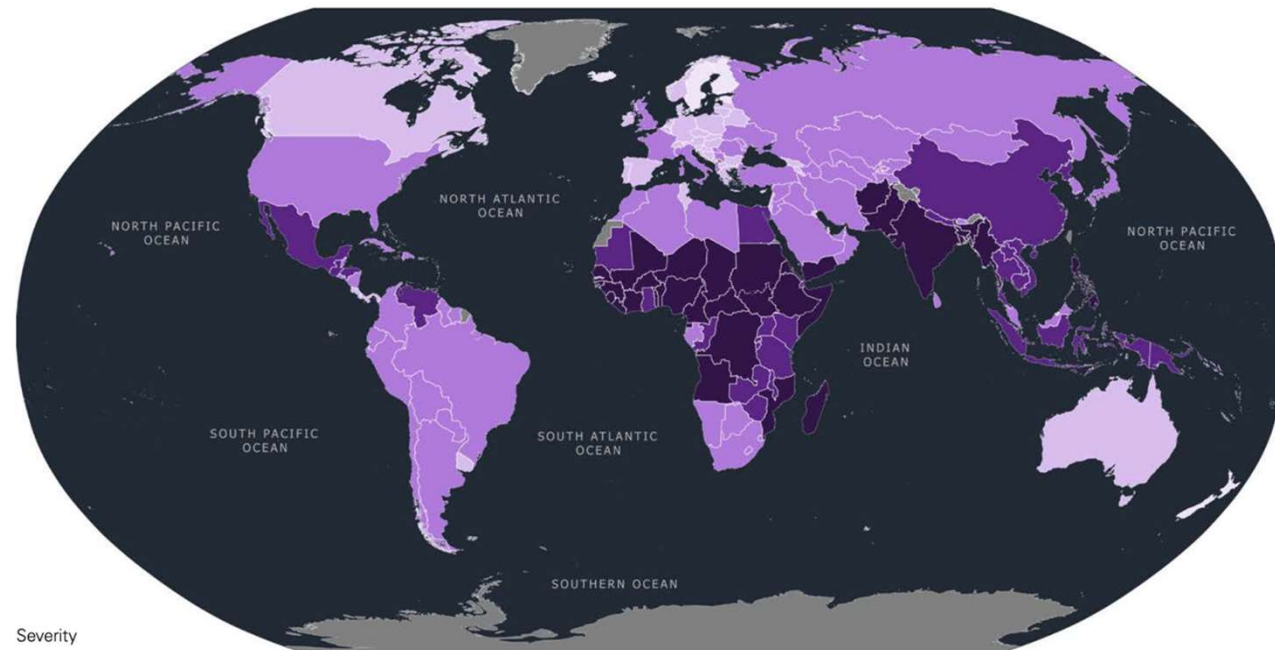 NORTH ATLANTIC
OCEAN
NORTH PACIFIC
OCEAN
NORTH PACIFIC
OCEAN
INDIAN
OCEAN
SOUTH PACIFIC
OCEAN
SOUTH ATLANTIC
OCEAN
SOUTHERN OCEAN
Severity